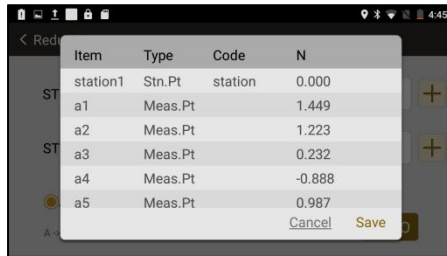 4:45
< Redu
Item Type Code N
station1 Stn.Pt station 0.000
ST
a1 Meas.Pt 1.449
a2 Meas.Pt 1.223
a3 Meas.Pt 0.232
ST
a4 Meas.Pt -0.888
a5 Meas.Pt 0.987
Cancel Save
A